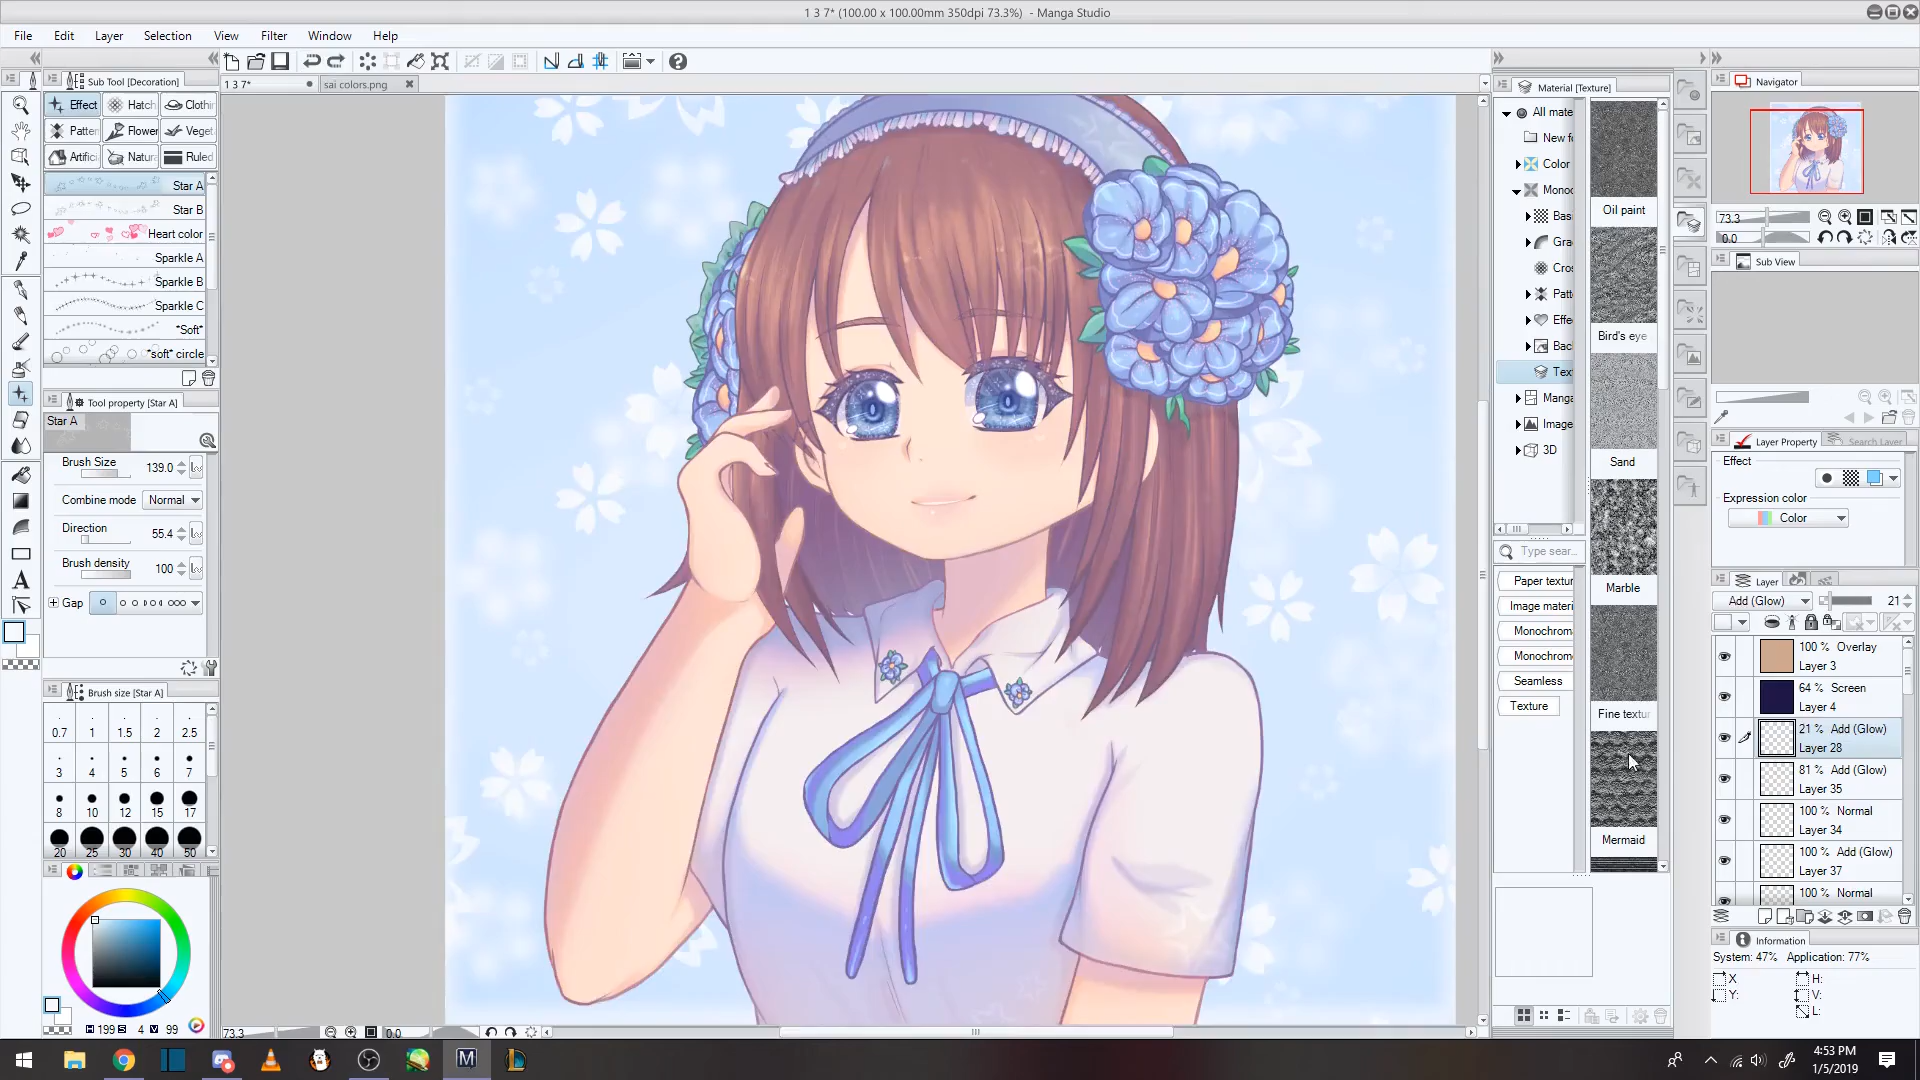 1 3 7* (100.00 x 100.00mm 350dpi 73.3%) - Manga Studio
File Edit Layer Selection View Filter Window Help
1 3 7*
sai colors.png
Sub Tool [Decoration]
Effect Hatch Clothi
Patter Flower Veget
Artific Natura Ruled
Star A
Star B
Heart color
Sparkle A
Sparkle B
Sparkle C
*Soft*
*soft* circle
Tool property [Star A]
Star A
Brush Size 139.0
Combine mode Normal
Direction 55.4
Brush density 100
Gap
Brush size [Star A]
0.7 1 1.5 2 2.5
3 4 5 6 7
8 10 12 15 17
20 25 30 40 50
H 199 S 4 V 99
73.3 0.0
Material [Texture]
All mate
New fo
Color
Monoc
Bas
Gra
Cros
Patt
Effe
Bac
Text
Manga
Image
3D
Type sear...
Paper textur
Image materi
Monochrom
Monochrom
Seamless
Texture
Oil paint
Bird's eye
Sand
Marble
Fine textur
Mermaid
Navigator
73.3
0.0
Sub View
Layer Property Search Layer
Effect
Expression color
Color
Layer
Add (Glow) 21
100 % Overlay
Layer 3
64 % Screen
Layer 4
21 % Add (Glow)
Layer 28
81 % Add (Glow)
Layer 35
100 % Normal
Layer 34
100 % Add (Glow)
Layer 37
100 % Normal
Information
System: 47% Application: 77%
X H:
Y: V:
L:
4:53 PM
1/5/2019